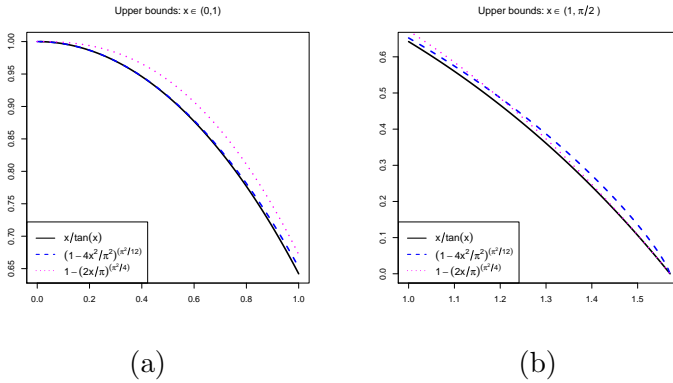 Upper bounds: x ∈ (0,1)
1.00
0.95
0.90
0.85
0.80
0.75
0.70
0.65
x/tan(x)
(1−4x²/π²)^(π²/12)
1−(2x/π)^(π²/4)
0.0 0.2 0.4 0.6 0.8 1.0
(a)
Upper bounds: x ∈ (1, π/2 )
0.6
0.5
0.4
0.3
0.2
0.1
0.0
x/tan(x)
(1−4x²/π²)^(π²/12)
1−(2x/π)^(π²/4)
1.0 1.1 1.2 1.3 1.4 1.5
(b)